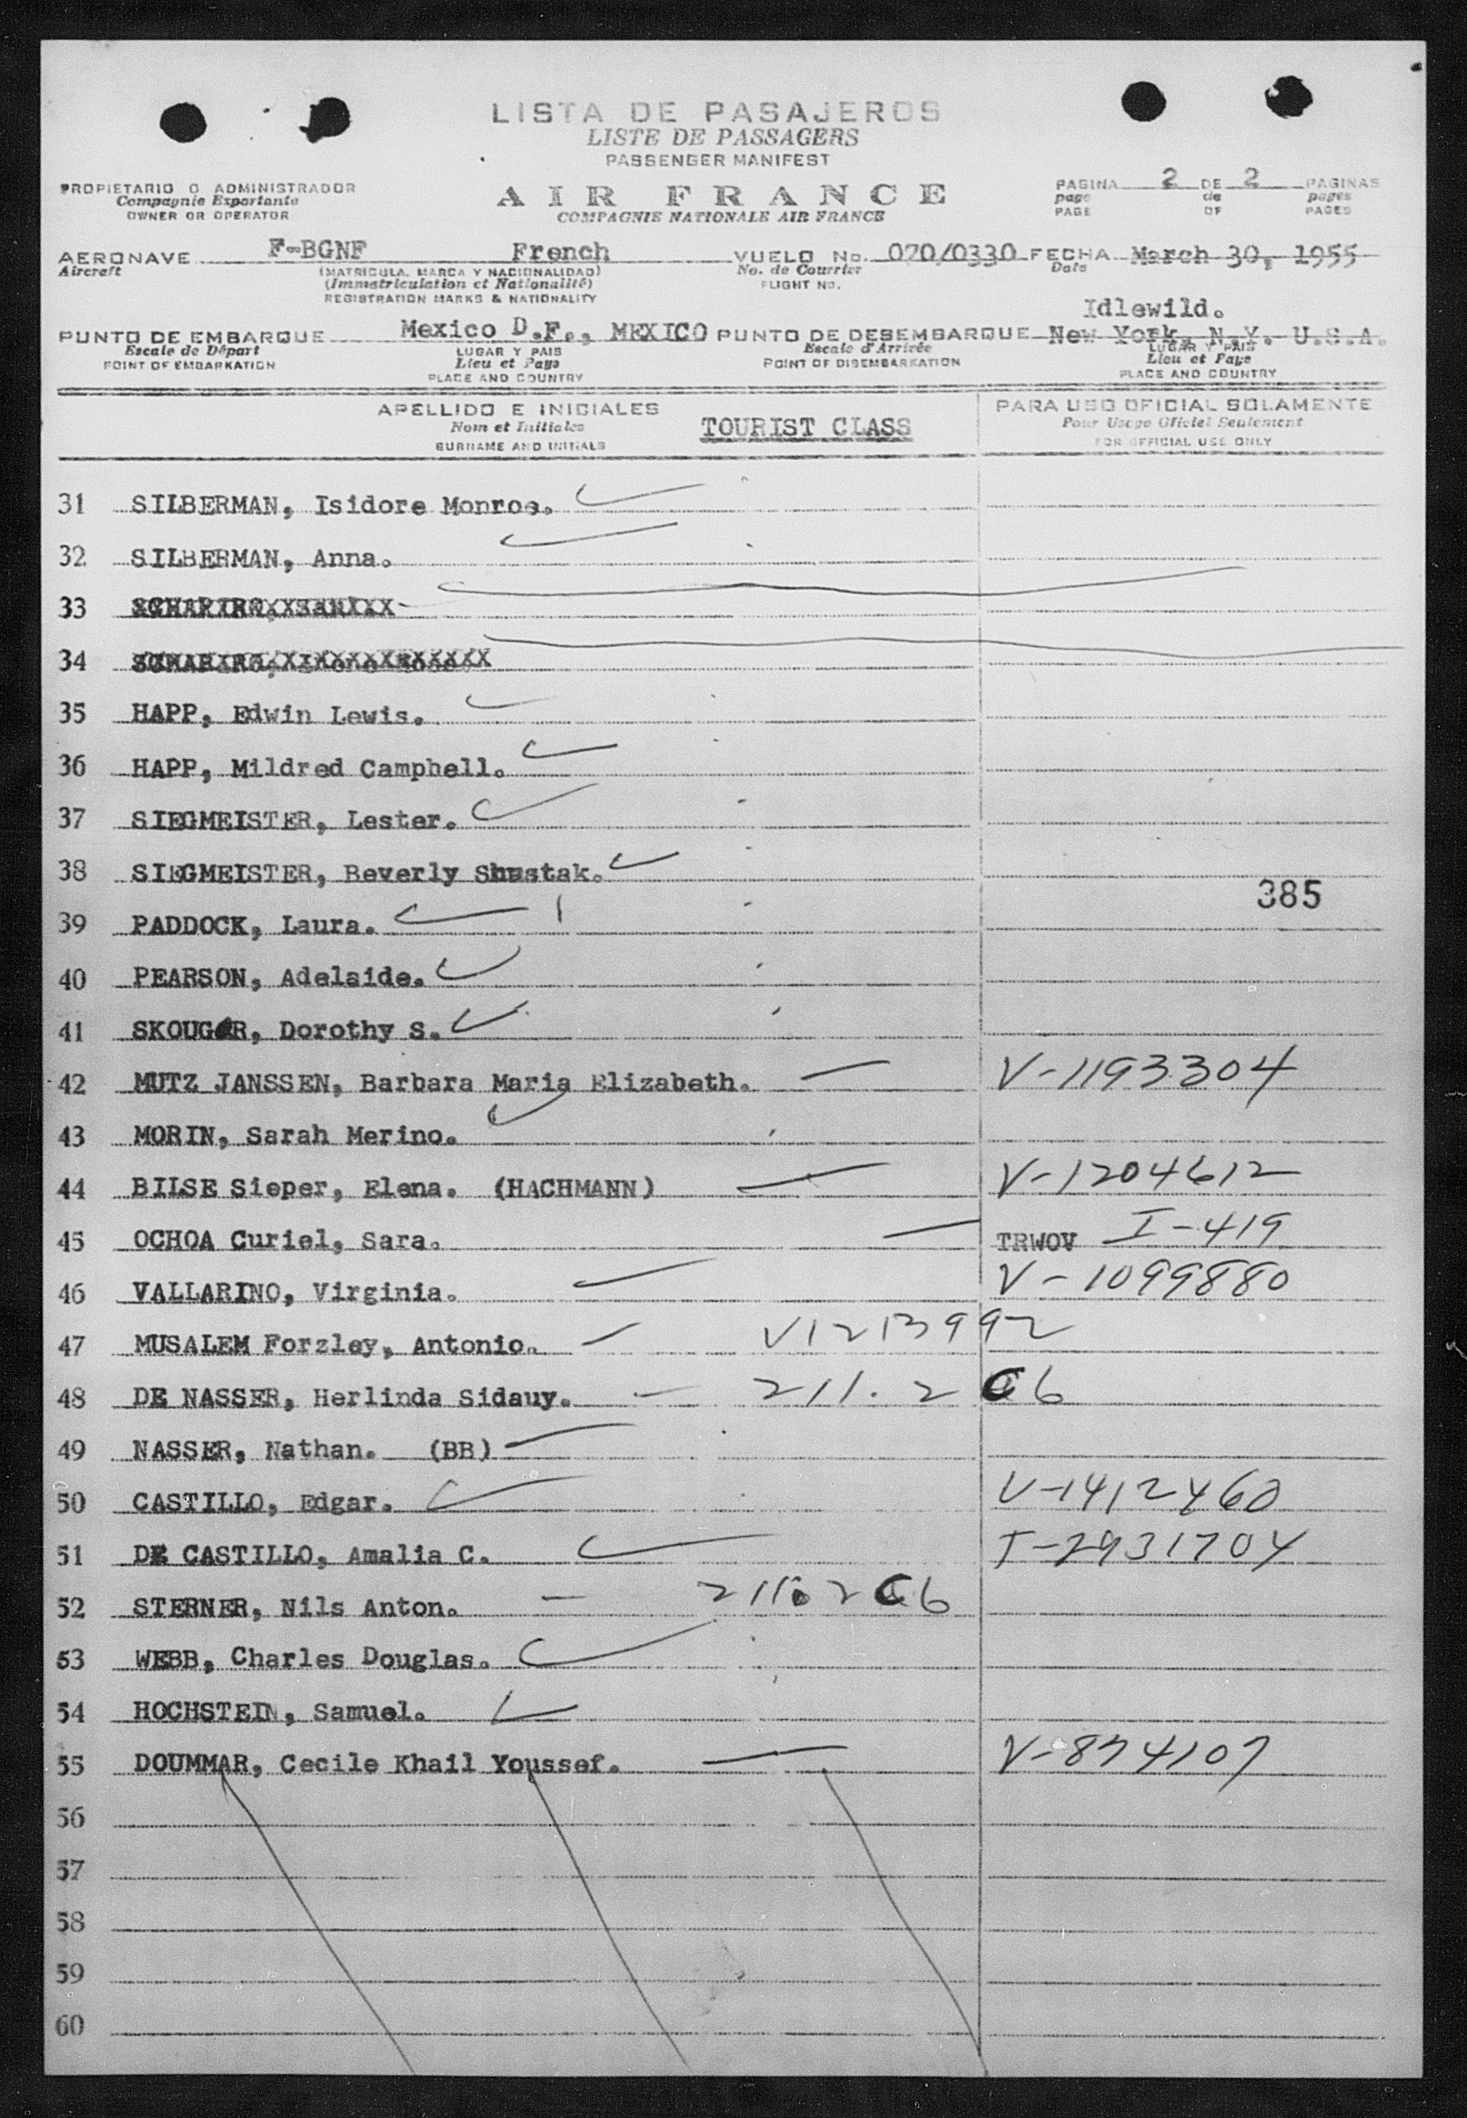 LISTA DE PASAJEROS
LISTE DE PASSAGERS
PASSENGER MANIFEST
PROPIETARIO O ADMINISTRADOR
Compagnie Exportante
OWNER OR OPERATOR
AIR FRANCE
COMPAGNIE NATIONALE AIR FRANCE
PAGINA 2 DE 2 PAGINAS
page de pages
PAGE OF PAGES
AERONAVE F-BGNF French VUELO No. 070/0330 FECHA March 30, 1955
Aircraft (MATRICULA, MARCA Y NACIONALIDAD) No. de Courrier Date
(Immatriculation et Nationalité) FLIGHT NO.
REGISTRATION MARKS & NATIONALITY
Idlewild.
PUNTO DE EMBARQUE Mexico D.F., MEXICO PUNTO DE DESEMBARQUE New York, N.Y. U.S.A.
Escale de Départ LUGAR Y PAIS Escale d'Arrivée LUGAR Y PAIS
POINT OF EMBARKATION Lieu et Pays POINT OF DISEMBARKATION Lieu et Pays
PLACE AND COUNTRY PLACE AND COUNTRY
APELLIDO E INICIALES PARA USO OFICIAL SOLAMENTE
Nom et Initiales TOURIST CLASS Pour Usage Officiel Seulement
SURNAME AND INITIALS FOR OFFICIAL USE ONLY
31 SILBERMAN, Isidore Monroe.
32 SILBERMAN, Anna.
33
34
35 HAPP, Edwin Lewis.
36 HAPP, Mildred Camphell.
37 SIEGMEISTER, Lester.
38 SIEGMEISTER, Beverly Shustak.
385
39 PADDOCK, Laura.
40 PEARSON, Adelaide.
41 SKOUGOR, Dorothy S.
42 MUTZ JANSSEN, Barbara Maria Elizabeth. V-1193304
43 MORIN, Sarah Merino.
44 BILSE Sieper, Elena. (HACHMANN) V-1204612
45 OCHOA Curiel, Sara. TRWOV I-419
46 VALLARINO, Virginia. V-1099880
47 MUSALEM Forzley, Antonio. V1213992
48 DE NASSER, Herlinda Sidauy. 211.2 C6
49 NASSER, Nathan. (BB)
50 CASTILLO, Edgar. V-1412460
51 DE CASTILLO, Amalia C. I-2931704
52 STERNER, Nils Anton. 211.2 C6
53 WEBB, Charles Douglas.
54 HOCHSTEIN, Samuel.
55 DOUMMAR, Cecile Khail Youssef. V-874107
56
57
58
59
60